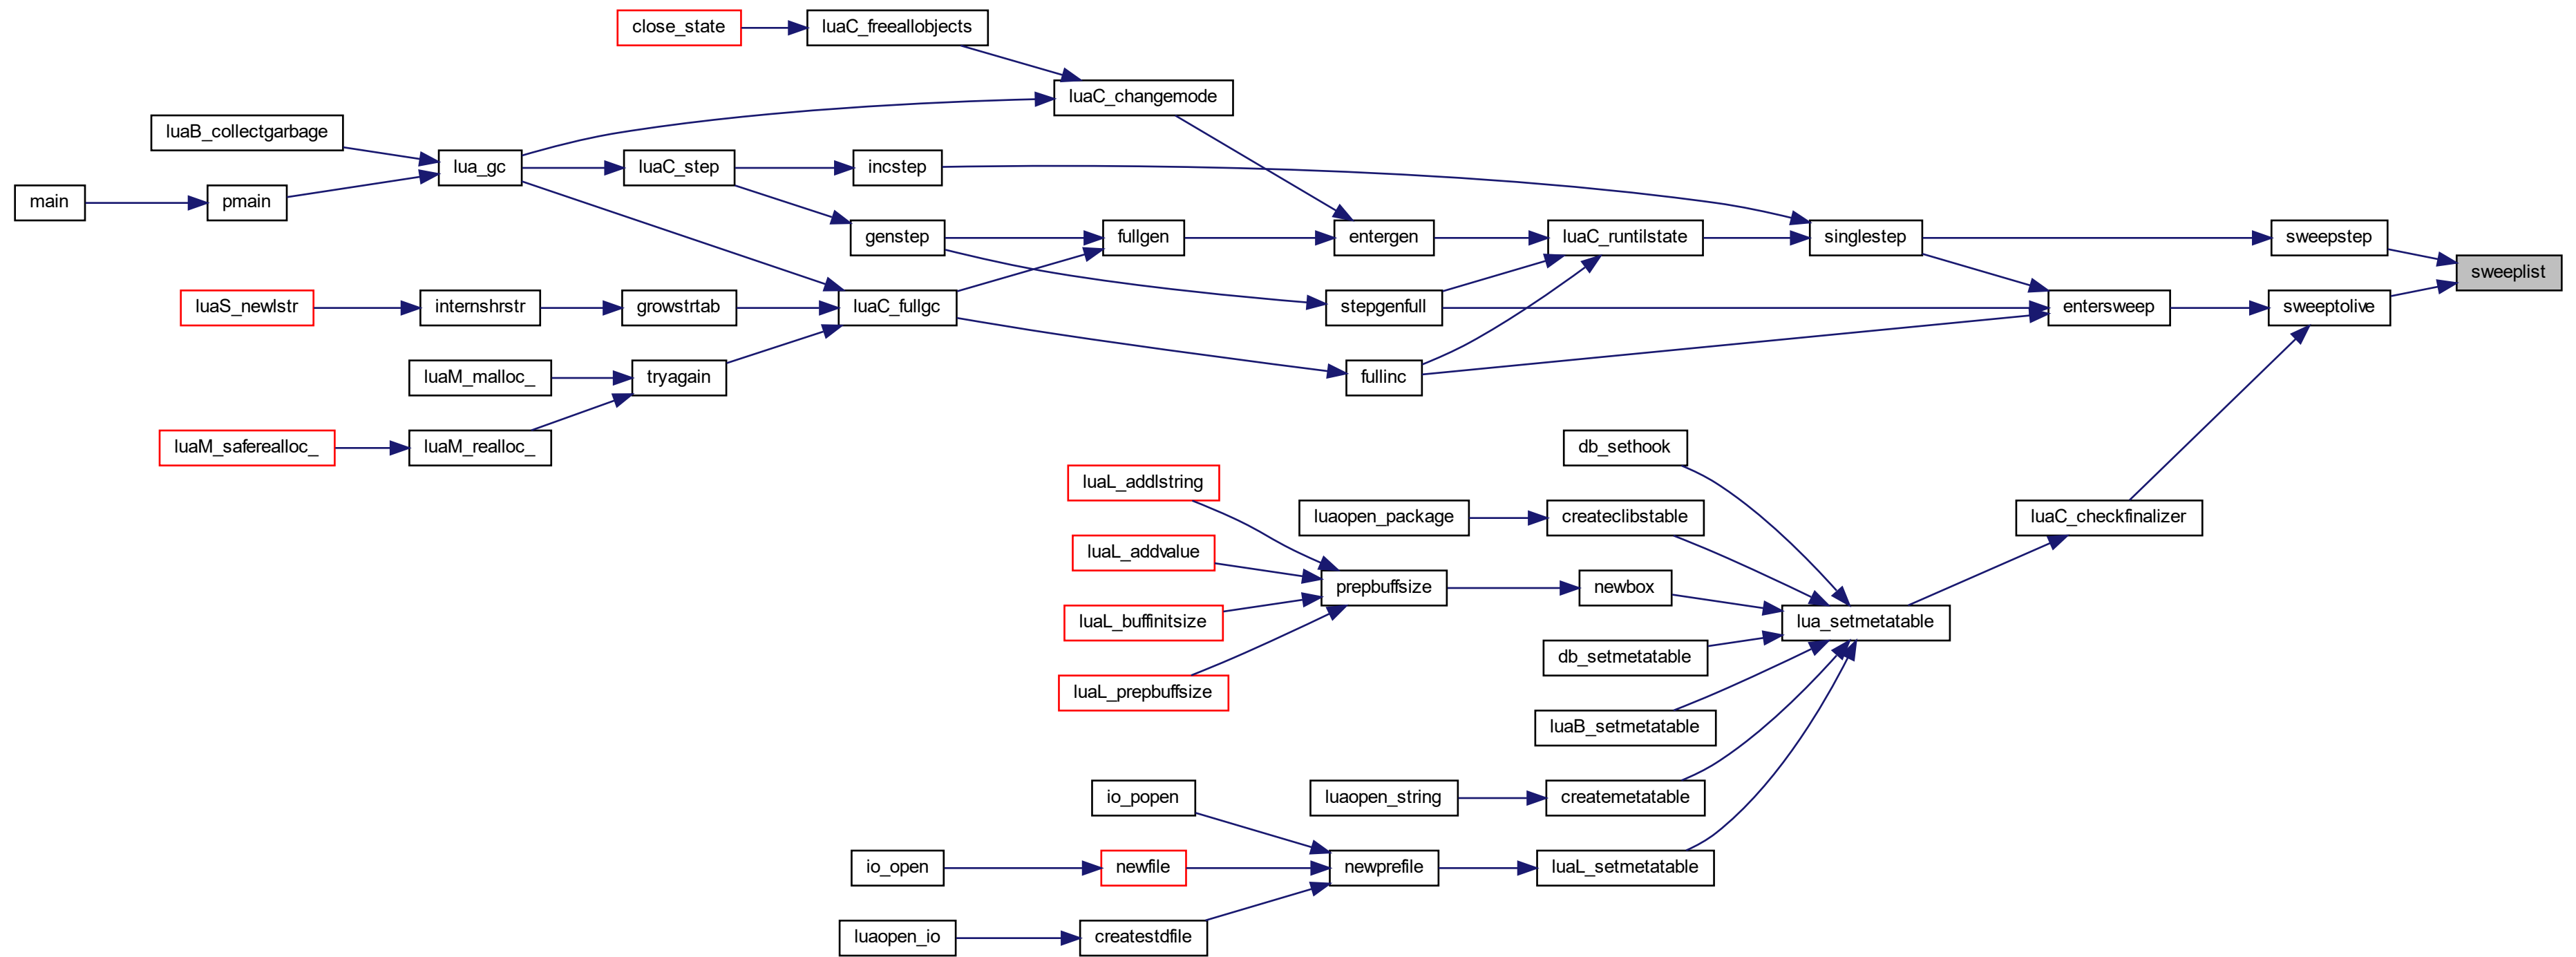 close_state
luaC_freeallobjects
luaC_changemode
luaB_collectgarbage
lua_gc
luaC_step
incstep
main
pmain
genstep
fullgen
entergen
luaC_runtilstate
singlestep
sweepstep
sweeplist
luaS_newlstr
internshrstr
growstrtab
luaC_fullgc
stepgenfull
entersweep
sweeptolive
luaM_malloc_
tryagain
fullinc
luaM_saferealloc_
luaM_realloc_
db_sethook
luaL_addlstring
luaopen_package
createclibstable
luaC_checkfinalizer
luaL_addvalue
prepbuffsize
newbox
luaL_buffinitsize
lua_setmetatable
db_setmetatable
luaL_prepbuffsize
luaB_setmetatable
io_popen
luaopen_string
createmetatable
io_open
newfile
newprefile
luaL_setmetatable
luaopen_io
createstdfile